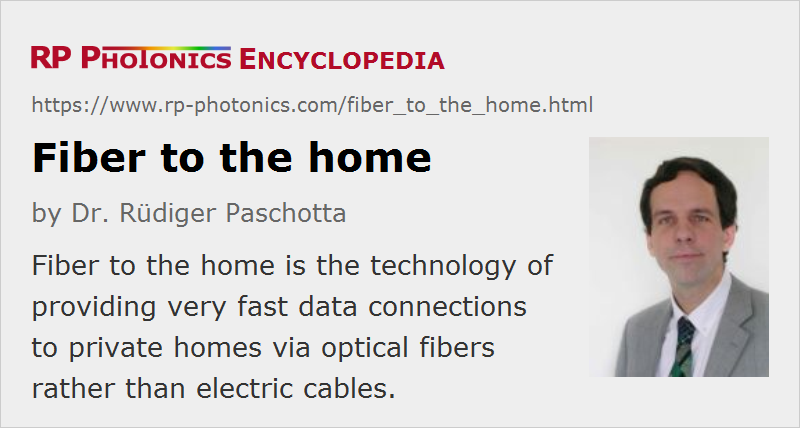 RP PHOTONICS ENCYCLOPEDIA
https://www.rp-photonics.com/fiber_to_the_home.html
Fiber to the home
by Dr. Rüdiger Paschotta
Fiber to the home is the technology of
providing very fast data connections
to private homes via optical fibers
rather than electric cables.